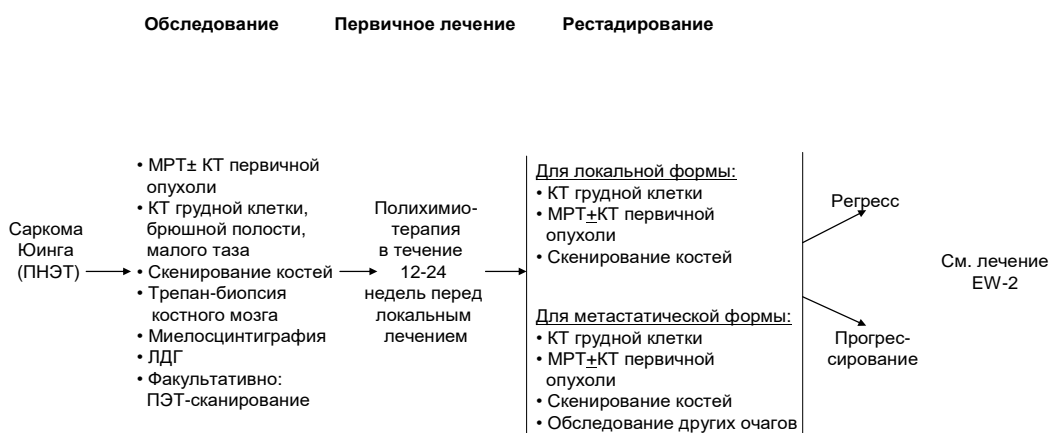 Обследование
Первичное лечение
Рестадирование
Саркома
Юинга
(ПНЭТ)
• МРТ± КТ первичной
опухоли
• КТ грудной клетки,
брюшной полости,
малого таза
• Скенирование костей
• Трепан-биопсия
костного мозга
• Миелосцинтиграфия
• ЛДГ
• Факультативно:
ПЭТ-сканирование
Полихимио-
терапия
в течение
12-24
недель перед
локальным
лечением
Для локальной формы:
• КТ грудной клетки
• МРТ+КТ первичной
опухоли
• Скенирование костей
Для метастатической формы:
• КТ грудной клетки
• МРТ+КТ первичной
опухоли
• Скенирование костей
• Обследование других очагов
Регресс
Прогрес-
сирование
См. лечение
EW-2